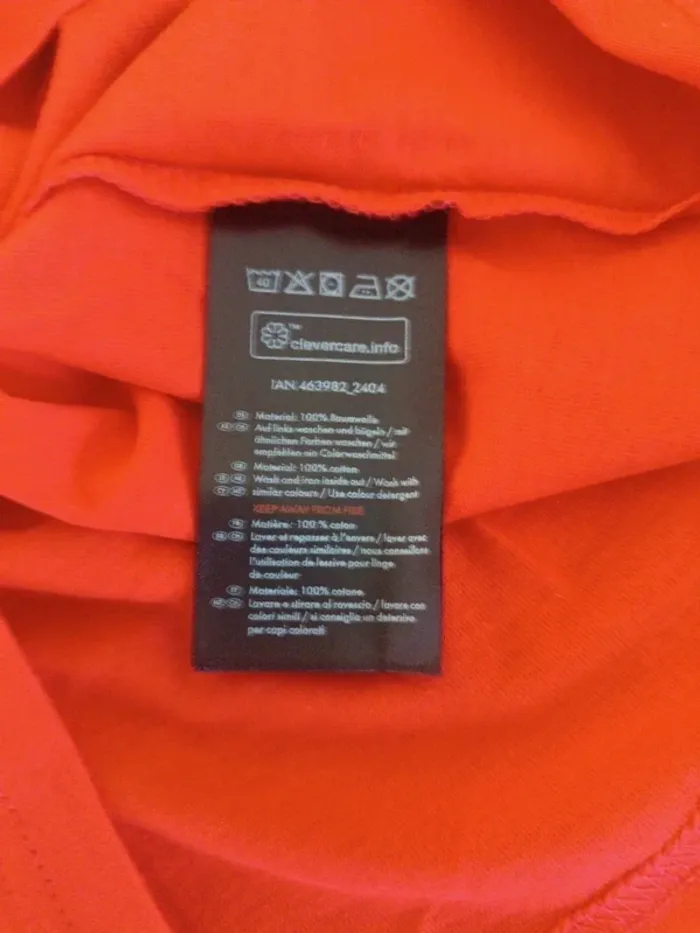 40
™
clevercare.info
IAN 463982_2404
Material: 100% Baumwolle
Auf links waschen und bügeln / mit
ähnlichen Farben waschen / wir
empfehlen ein Colorwaschmittel
Material: 100% cotton
Wash and iron inside out / Wash with
similar colours / Use colour detergent
KEEP AWAY FROM FIRE
Matière: 100% coton
Laver et repasser à l'envers / laver avec
des couleurs similaires / nous conseillons
l'utilisation de lessive pour linge
de couleur
Materiale: 100% cotone
Lavare e stirare al rovescio / lavare con
colori simili / si consiglia un detersivo
per capi colorati